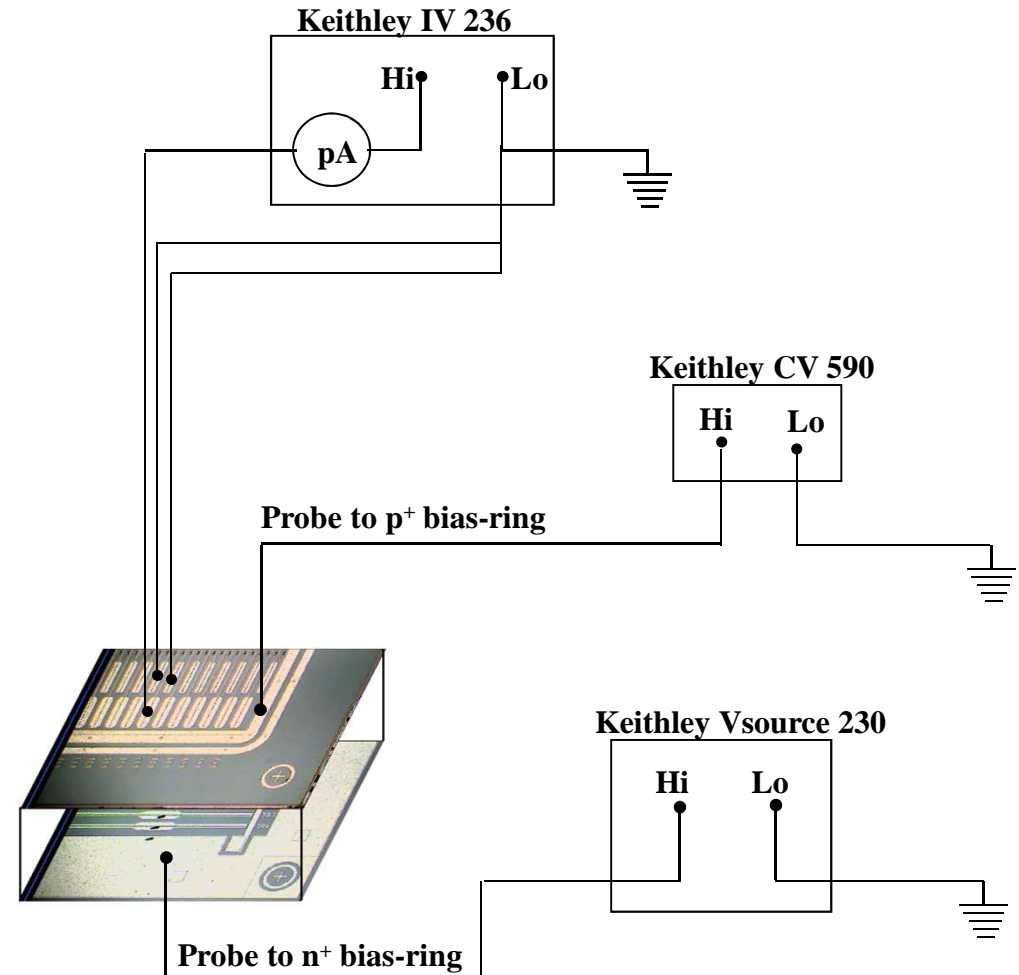 Keithley IV 236
Hi Lo
pA
Keithley CV 590
Hi Lo
Probe to p⁺ bias-ring
Keithley Vsource 230
Hi Lo
Probe to n⁺ bias-ring